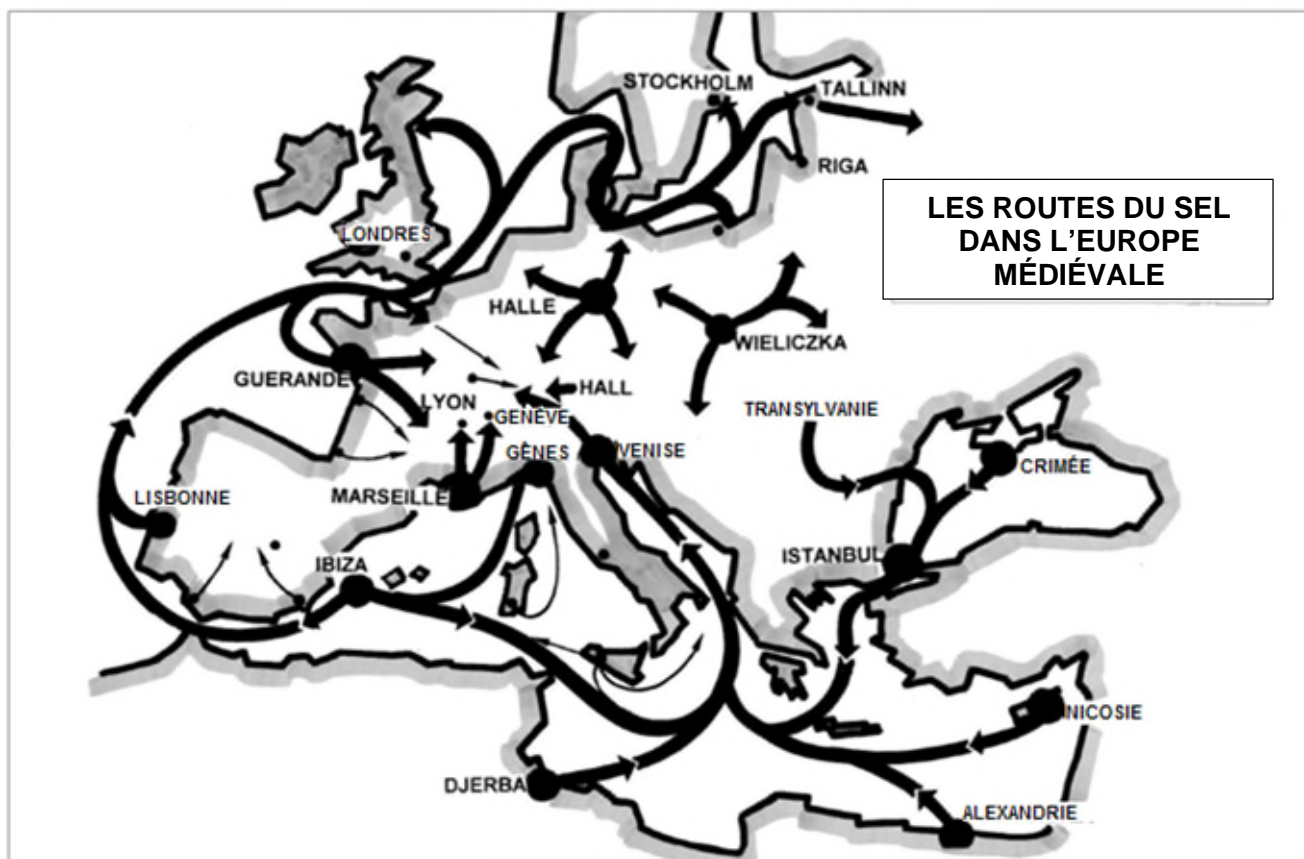 STOCKHOLM
TALLINN
RIGA
LES ROUTES DU SEL
DANS L’EUROPE
MÉDIÉVALE
LONDRES
HALLE
WIELICZKA
GUERANDE
HALL
LYON
GENÈVE
TRANSYLVANIE
GÊNES
VENISE
CRIMÉE
LISBONNE
MARSEILLE
ISTANBUL
IBIZA
NICOSIE
DJERBA
ALEXANDRIE